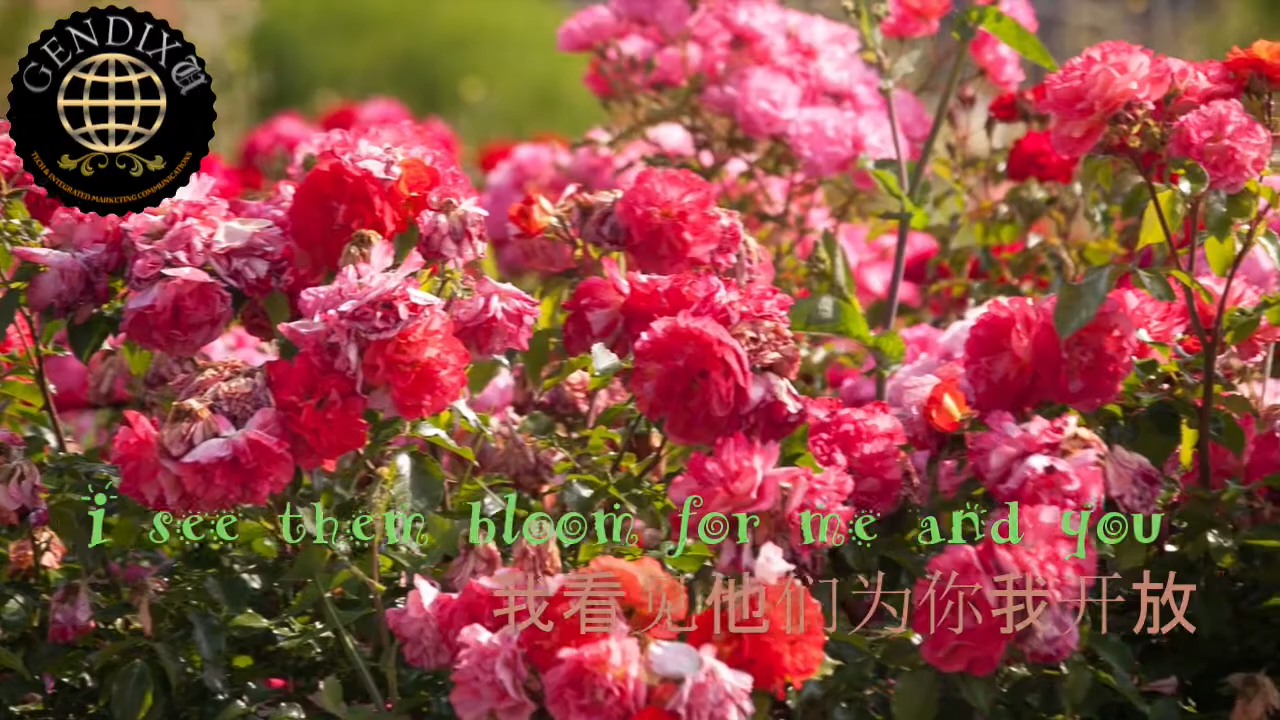 GENDIXU
TECH & INTEGRATED MARKETING COMMUNICATIONS
i see them bloom for me and you
我看见他们为你我开放